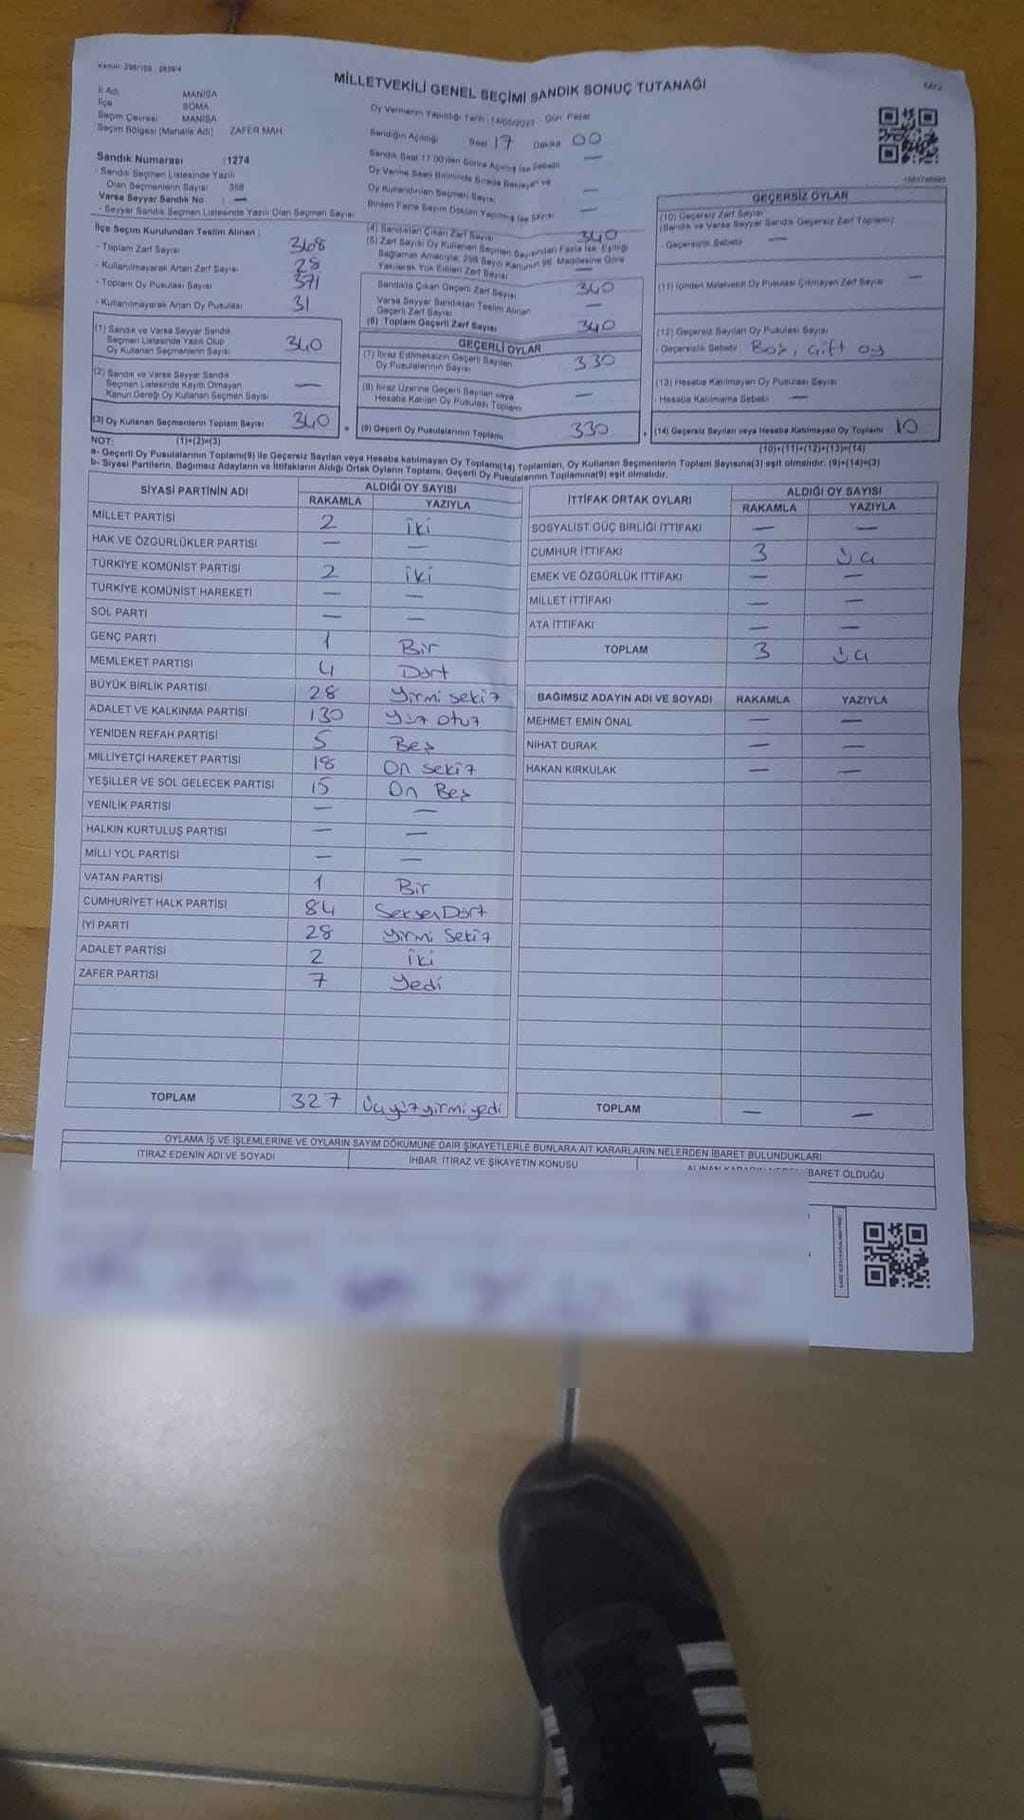 MİLLETVEKİLİ GENEL SEÇİMİ SANDIK SONUÇ TUTANAĞI
İl Adı MANİSA
İlçe SOMA
Seçim Çevresi MANİSA
Seçim Bölgesi (Mahalle Adı) ZAFER MAH
Sandık Numarası : 1274
- Sandık Seçmen Listesinde Yazılı
Olan Seçmenlerin Sayısı 358
Varsa Seyyar Sandık No : —
- Seyyar Sandık Seçmen Listesinde Yazılı Olan Seçmen Sayısı
İlçe Seçim Kurulundan Teslim Alınan :
- Toplam Zarf Sayısı 368
- Kullanılmayarak Artan Zarf Sayısı 28
- Toplam Oy Pusulası Sayısı 371
- Kullanılmayarak Artan Oy Pusulası 31
(1) Sandık ve Varsa Seyyar Sandık
Seçmen Listesinde Yazılı Olup
Oy Kullanan Seçmenlerin Sayısı 340
(2) Sandık ve Varsa Seyyar Sandık
Seçmen Listesinde Kayıtlı Olmayan
Kanun Gereği Oy Kullanan Seçmen Sayısı —
(3) Oy Kullanan Seçmenlerin Toplam Sayısı 340
(1)+(2)=(3)
Oy Vermenin Yapıldığı Tarih : 14/05/2023 Gün: Pazar
Sandığın Açılışı Saat 17 Dakika 00
Sandık Saat 17:00'den Sonra Açılmış İse Sebebi —
Oy Verme Saati Bitiminde Sırada Bekleyen ve
Oy Kullandırılan Seçmen Sayısı —
Birden Fazla Sayım Döküm Yapılmış İse Sayısı —
(4) Sandıktan Çıkan Zarf Sayısı 340
(5) Zarf Sayısı Oy Kullanan Seçmen Sayısından Fazla İse, Eşitliği
Sağlamak Amacıyla; 298 Sayılı Kanunun 98. Maddesine Göre
Yakılarak Yok Edilen Zarf Sayısı —
Sandıkta Çıkan Geçerli Zarf Sayısı 340
Varsa Seyyar Sandıktan Teslim Alınan
Geçerli Zarf Sayısı —
(6) Toplam Geçerli Zarf Sayısı 340
GEÇERLİ OYLAR
(7) İtiraz Edilmeksizin Geçerli Sayılan
Oy Pusulalarının Sayısı 330
(8) İtiraz Üzerine Geçerli Sayılan veya
Hesaba Katılan Oy Pusulası Toplamı —
(9) Geçerli Oy Pusulalarının Toplamı 330
GEÇERSİZ OYLAR
(10) Geçersiz Zarf Sayısı
(Sandık ve Varsa Seyyar Sandık Geçersiz Zarf Toplamı)
- Geçersizlik Sebebi —
(11) İçinden Milletvekili Oy Pusulası Çıkmayan Zarf Sayısı —
(12) Geçersiz Sayılan Oy Pusulası Sayısı
- Geçersizlik Sebebi Boş, çift oy
(13) Hesaba Katılmayan Oy Pusulası Sayısı
- Hesaba Katılmama Sebebi —
(14) Geçersiz Sayılan veya Hesaba Katılmayan Oy Toplamı 10
(10)+(11)+(12)+(13)=(14)
NOT:
a- Geçerli Oy Pusulalarının Toplamı(9) ile Geçersiz Sayılan veya Hesaba katılmayan Oy Toplamı(14) Toplamları, Oy Kullanan Seçmenlerin Toplam Sayısına(3) eşit olmalıdır. (9)+(14)=(3)
b- Siyasi Partilerin, Bağımsız Adayların ve İttifakların Aldığı Ortak Oyların Toplamı, Geçerli Oy Pusulalarının Toplamına(9) eşit olmalıdır.
SİYASİ PARTİNİN ADI ALDIĞI OY SAYISI
RAKAMLA YAZIYLA
MİLLET PARTİSİ 2 iki
HAK VE ÖZGÜRLÜKLER PARTİSİ — —
TÜRKİYE KOMÜNİST PARTİSİ 2 iki
TÜRKİYE KOMÜNİST HAREKETİ — —
SOL PARTİ — —
GENÇ PARTİ 1 Bir
MEMLEKET PARTİSİ 4 Dört
BÜYÜK BİRLİK PARTİSİ 28 Yirmi sekiz
ADALET VE KALKINMA PARTİSİ 130 Yüz otuz
YENİDEN REFAH PARTİSİ 5 Beş
MİLLİYETÇİ HAREKET PARTİSİ 18 On sekiz
YEŞİLLER VE SOL GELECEK PARTİSİ 15 On Beş
YENİLİK PARTİSİ — —
HALKIN KURTULUŞ PARTİSİ — —
MİLLİ YOL PARTİSİ — —
VATAN PARTİSİ 1 Bir
CUMHURİYET HALK PARTİSİ 84 Seksen Dört
İYİ PARTİ 28 Yirmi Sekiz
ADALET PARTİSİ 2 iki
ZAFER PARTİSİ 7 Yedi
TOPLAM 327 üçyüz yirmi yedi
İTTİFAK ORTAK OYLARI ALDIĞI OY SAYISI
RAKAMLA YAZIYLA
SOSYALİST GÜÇ BİRLİĞİ İTTİFAKI — —
CUMHUR İTTİFAKI 3 üç
EMEK VE ÖZGÜRLÜK İTTİFAKI — —
MİLLET İTTİFAKI — —
ATA İTTİFAKI — —
TOPLAM 3 üç
BAĞIMSIZ ADAYIN ADI VE SOYADI RAKAMLA YAZIYLA
MEHMET EMİN ÖNAL — —
NİHAT DURAK — —
HAKAN KIRKULAK — —
TOPLAM — —
OYLAMA İŞ VE İŞLEMLERİNE VE OYLARIN SAYIM DÖKÜMÜNE DAİR ŞİKAYETLERLE BUNLARA AİT KARARLARIN NELERDEN İBARET BULUNDUKLARI
İTİRAZ EDENİN ADI VE SOYADI İHBAR, İTİRAZ VE ŞİKAYETİN KONUSU İBARET OLDUĞU